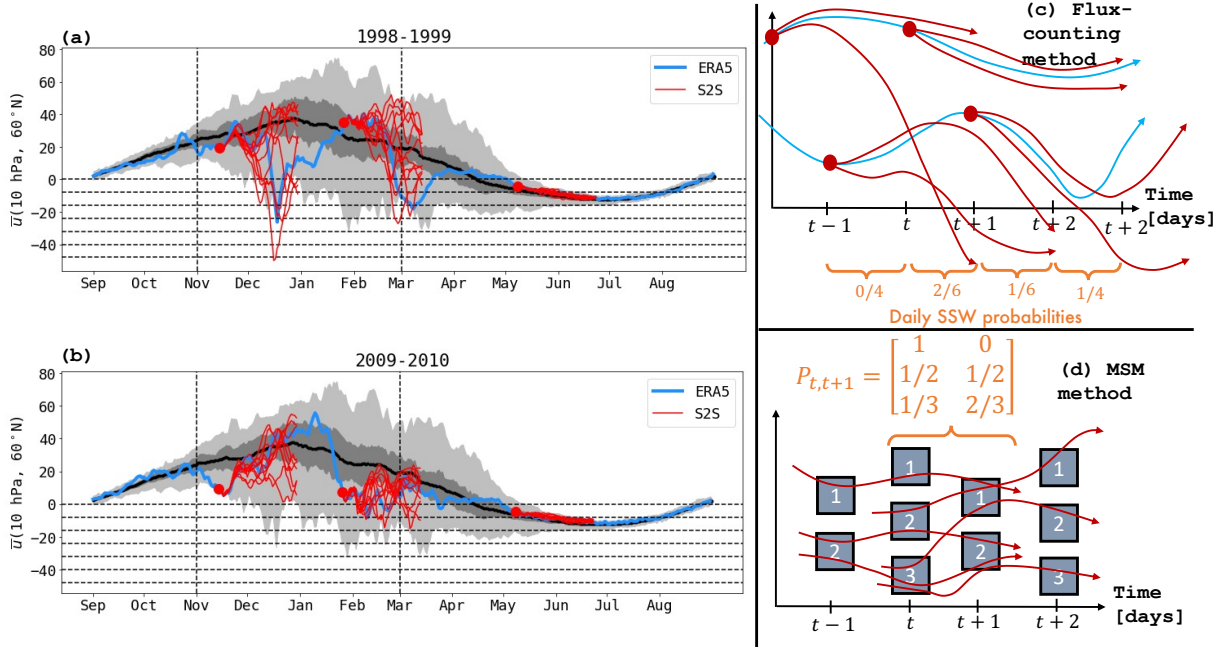 (a)
1998-1999
ERA5
S2S
80
60
40
20
0
−20
−40
u̅(10 hPa, 60°N)
Sep Oct Nov Dec Jan Feb Mar Apr May Jun Jul Aug
(b)
2009-2010
ERA5
S2S
80
60
40
20
0
−20
−40
u̅(10 hPa, 60°N)
Sep Oct Nov Dec Jan Feb Mar Apr May Jun Jul Aug
(c) Flux-
counting
method
Time
[days]
t − 1 t t + 1 t + 2 t + 2
0/4 2/6 1/6 1/4
Daily SSW probabilities
P_{t,t+1} =
1 0
1/2 1/2
1/3 2/3
(d) MSM
method
1 1 1 1
2 2 2 2
3 3
Time
[days]
t − 1 t t + 1 t + 2